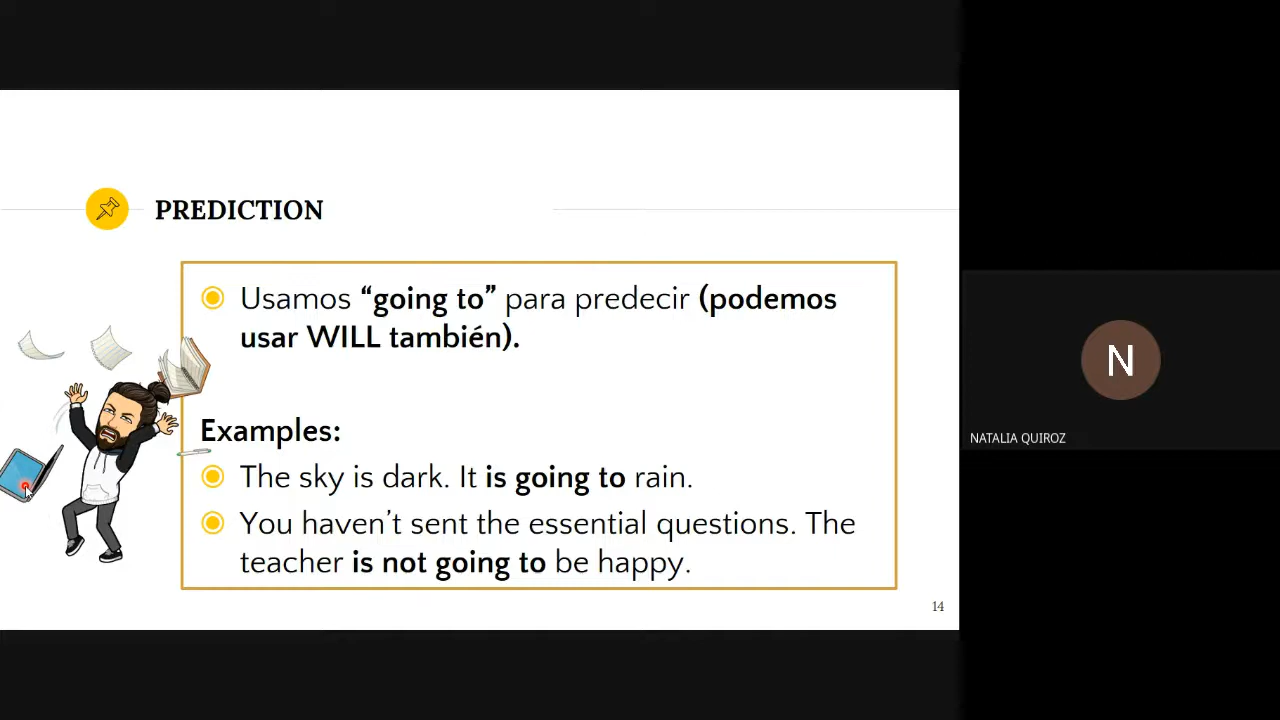 PREDICTION
Usamos “going to” para predecir (podemos
usar WILL también).
Examples:
The sky is dark. It is going to rain.
You haven’t sent the essential questions. The
teacher is not going to be happy.
14
N
NATALIA QUIROZ